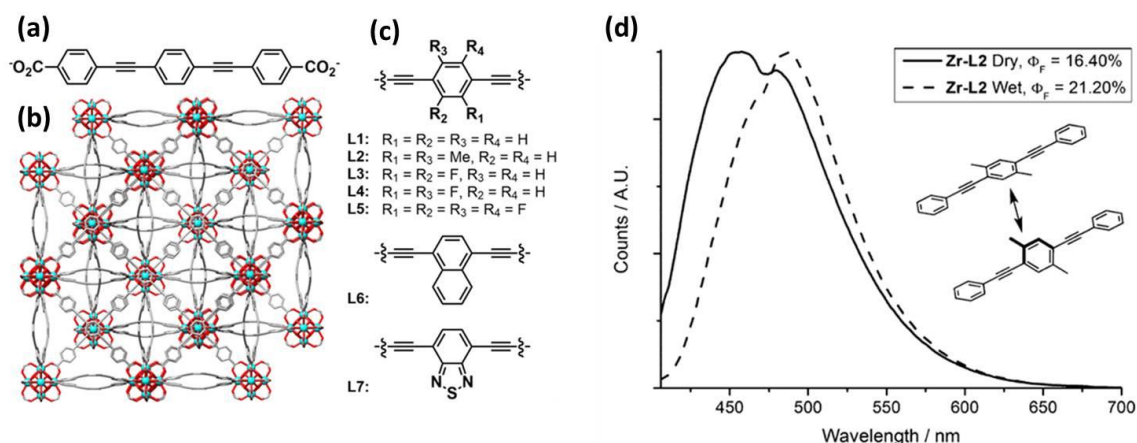 (a)
⁻O₂C
CO₂⁻
(b)
(c)
R₃ R₄
R₂ R₁
L1: R₁ = R₂ = R₃ = R₄ = H
L2: R₁ = R₃ = Me, R₂ = R₄ = H
L3: R₁ = R₂ = F, R₃ = R₄ = H
L4: R₁ = R₃ = F, R₂ = R₄ = H
L5: R₁ = R₂ = R₃ = R₄ = F
L6:
L7:
N S N
(d)
Zr-L2 Dry, Φ_F = 16.40%
Zr-L2 Wet, Φ_F = 21.20%
Counts / A.U.
450 500 550 600 650 700
Wavelength / nm